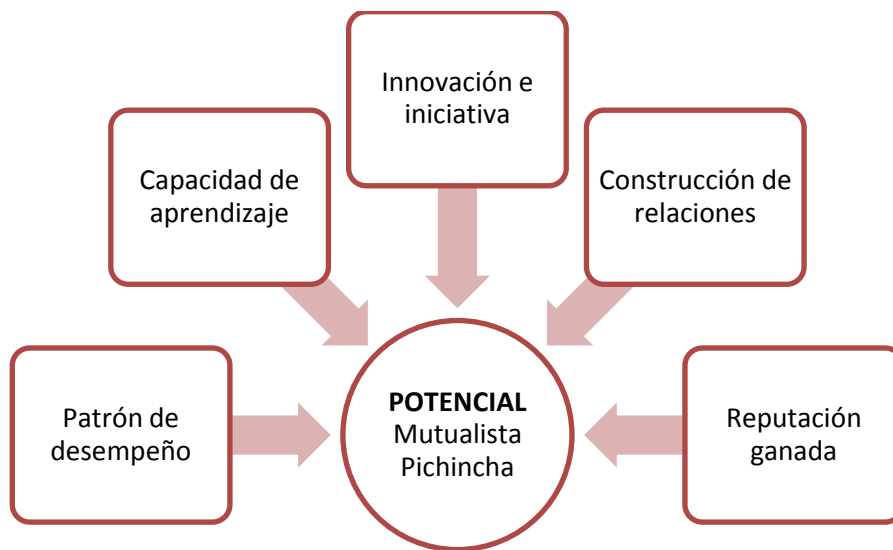 Innovación e
iniciativa
Capacidad de
aprendizaje
Construcción de
relaciones
Patrón de
desempeño
POTENCIAL
Mutualista
Pichincha
Reputación
ganada